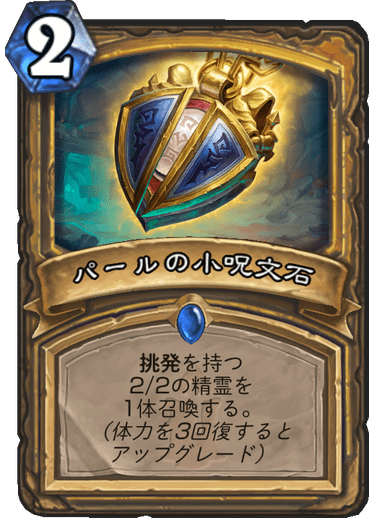 2
パールの小呪文石
挑発を持つ
2/2の精霊を
1体召喚する。
(体力を3回復すると
アップグレード)